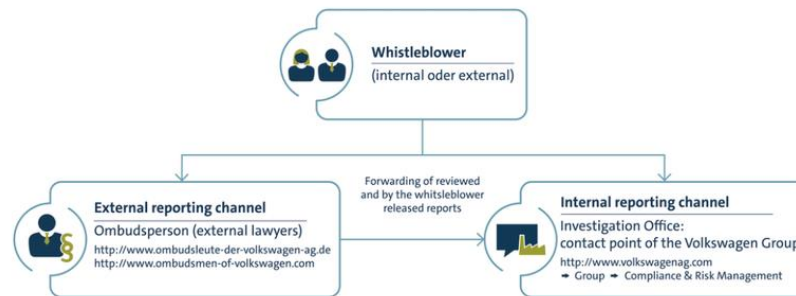 Whistleblower
(internal oder external)
Forwarding of reviewed
and by the whitsleblower
released reports
External reporting channel
Ombudsperson (external lawyers)
http://www.ombudsleute-der-volkswagen-ag.de
http://www.ombudsmen-of-volkswagen.com
Internal reporting channel
Investigation Office:
contact point of the Volkswagen Group
http://www.volkswagenag.com
➔ Group ➔ Compliance & Risk Management